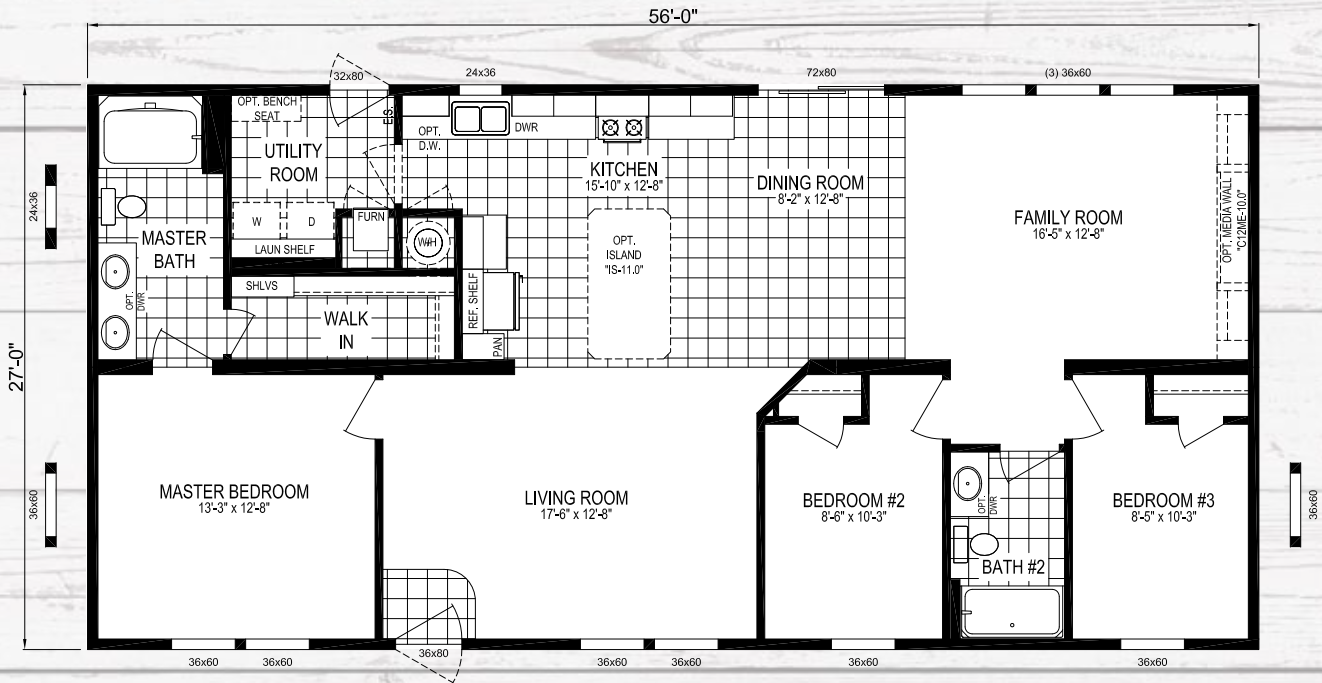 56'-0"
32x80
24x36
72x80
(3) 36x60
27'-0"
24x36
36x60
OPT. BENCH
SEAT
E.S.
UTILITY
ROOM
W
D
LAUN SHELF
FURN
W/H
MASTER
BATH
OPT.
DWR
SHLVS
WALK
IN
OPT.
D.W.
DWR
KITCHEN
15'-10" x 12'-8"
REF. SHELF
PAN
OPT.
ISLAND
"IS-11.0"
DINING ROOM
8'-2" x 12'-8"
FAMILY ROOM
16'-5" x 12'-8"
OPT. MEDIA WALL
"C12ME-10.0"
MASTER BEDROOM
13'-3" x 12'-8"
LIVING ROOM
17'-6" x 12'-8"
BEDROOM #2
8'-6" x 10'-3"
OPT.
DWR
BATH #2
BEDROOM #3
8'-5" x 10'-3"
36x60
36x60
36x60
36x80
36x60
36x60
36x60
36x60